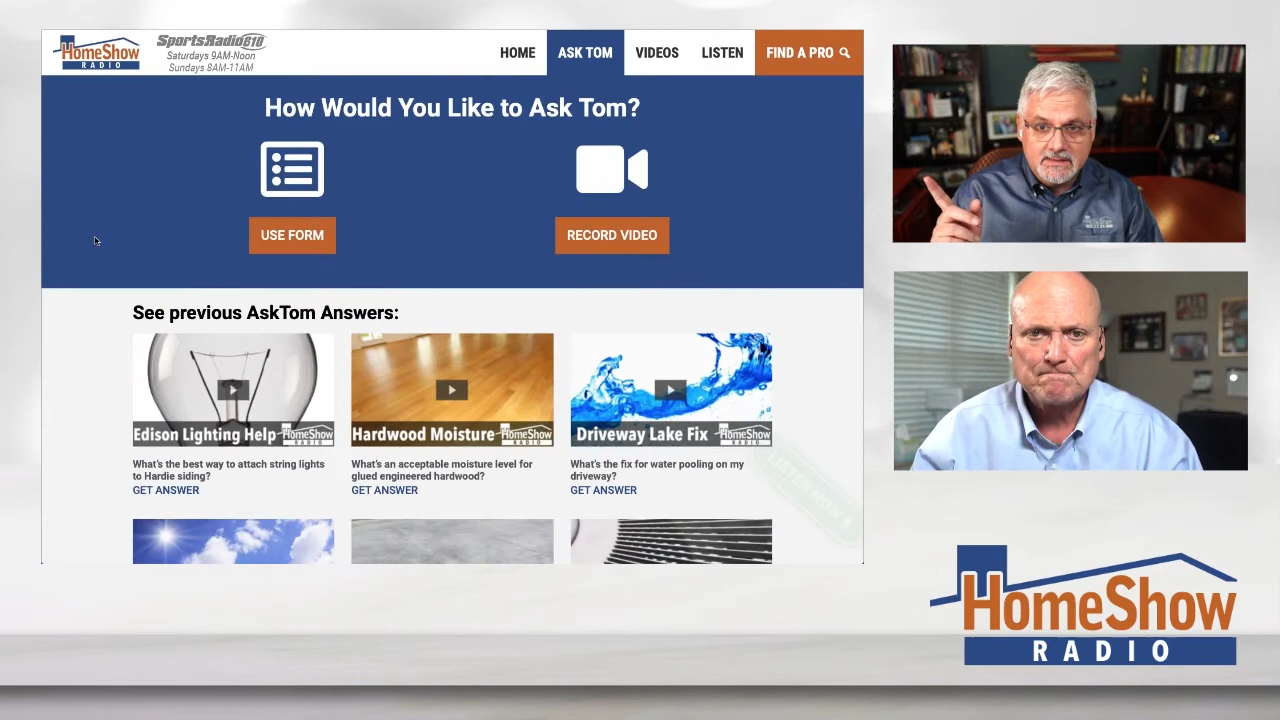 HomeShow
RADIO
SportsRadio610
Saturdays 9AM-Noon
Sundays 8AM-11AM
HOME
ASK TOM
VIDEOS
LISTEN
FIND A PRO
How Would You Like to Ask Tom?
USE FORM
RECORD VIDEO
See previous AskTom Answers:
Edison Lighting Help
HomeShow
RADIO
Hardwood Moisture
HomeShow
RADIO
Driveway Lake Fix
HomeShow
RADIO
What's the best way to attach string lights
to Hardie siding?
GET ANSWER
What's an acceptable moisture level for
glued engineered hardwood?
GET ANSWER
What's the fix for water pooling on my
driveway?
GET ANSWER
HomeShow
RADIO